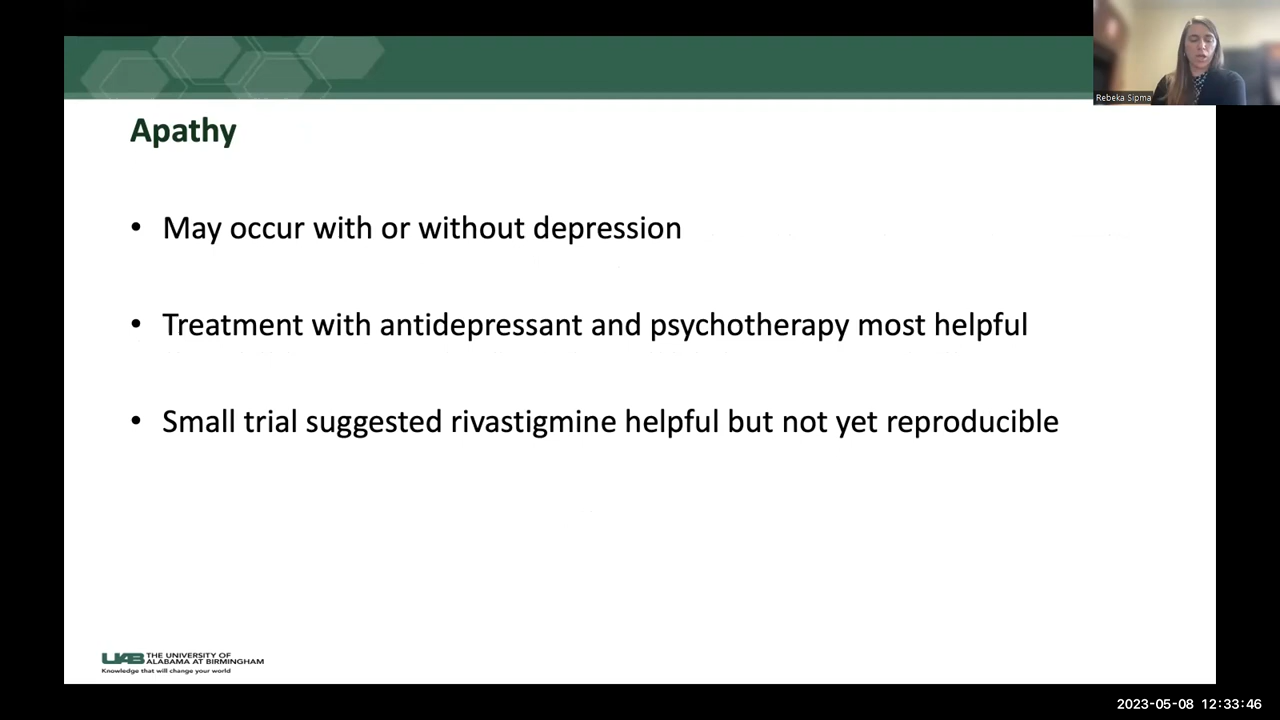 Rebeka Sipma
Apathy
• May occur with or without depression
• Treatment with antidepressant and psychotherapy most helpful
• Small trial suggested rivastigmine helpful but not yet reproducible
UAB THE UNIVERSITY OF
ALABAMA AT BIRMINGHAM
Knowledge that will change your world
2023-05-08 12:33:46